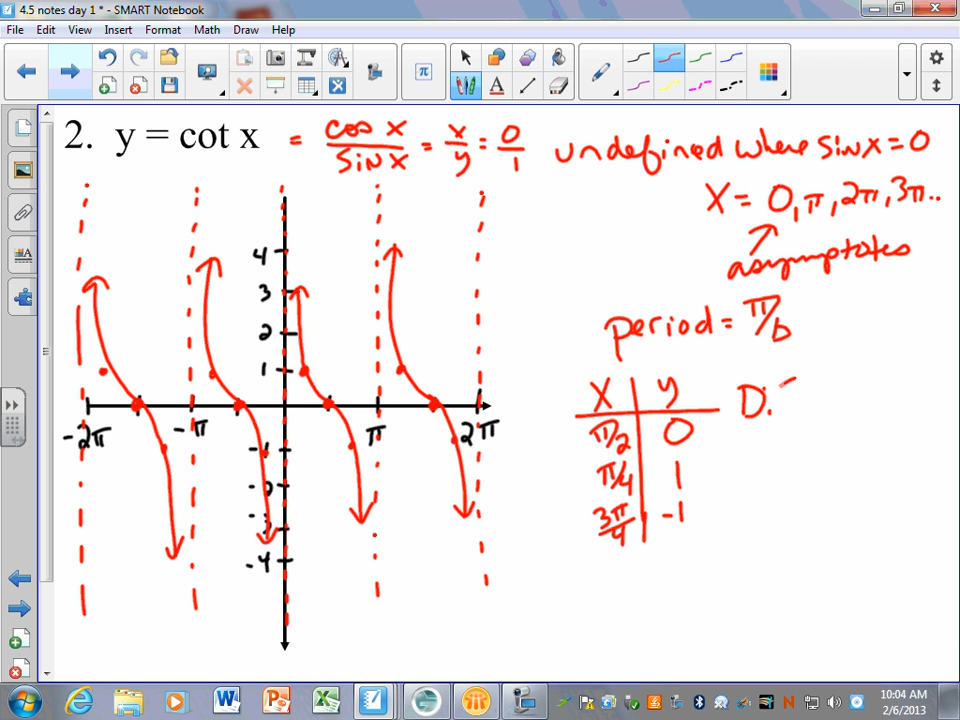 4.5 notes day 1 * - SMART Notebook
File Edit View Insert Format Math Draw Help
2. y = cot x = cos x / sin x = x/y = 0/1 undefined where sin x = 0
x = 0, π, 2π, 3π..
asymptotes
period = π/b
x y D:
π/2 0
π/4 1
3π/4 -1
4
3
2
1
-2π -π π 2π
-1
-4
10:04 AM
2/6/2013